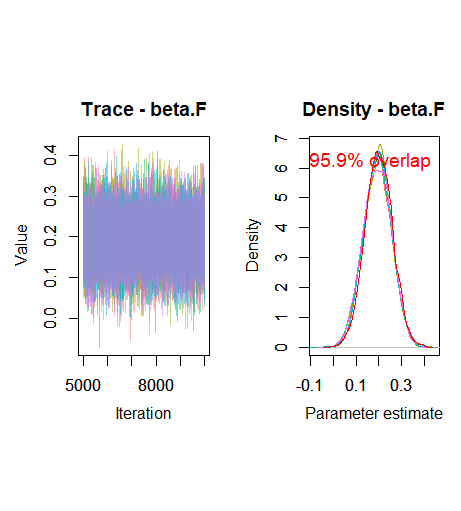 Trace - beta.F
Value
0.0
0.1
0.2
0.3
0.4
5000
8000
Iteration
Density - beta.F
95.9% overlap
Density
0
1
2
3
4
5
6
7
-0.1
0.1
0.3
Parameter estimate